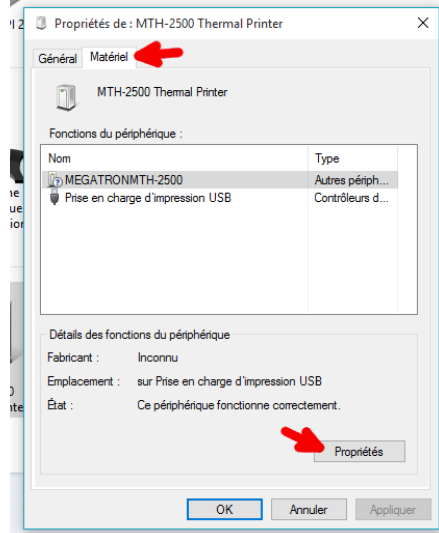 Propriétés de : MTH-2500 Thermal Printer
Général Matériel
MTH-2500 Thermal Printer
Fonctions du périphérique :
Nom Type
MEGATRONMTH-2500 Autres périph...
Prise en charge d'impression USB Contrôleurs d...
Détails des fonctions du périphérique
Fabricant : Inconnu
Emplacement : sur Prise en charge d'impression USB
État : Ce périphérique fonctionne correctement.
Propriétés
OK Annuler Appliquer